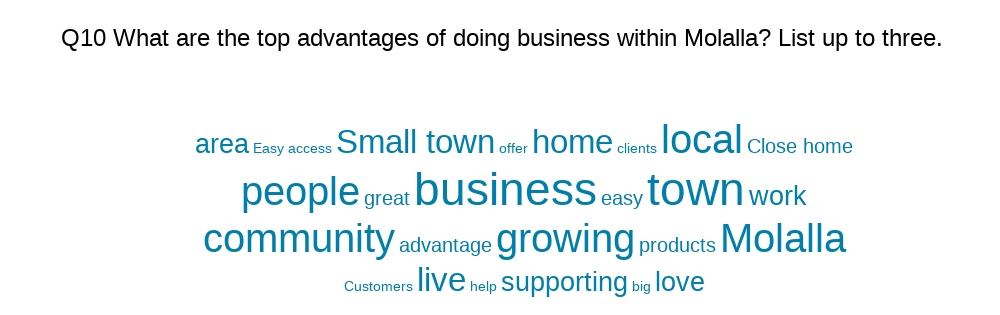 Q10 What are the top advantages of doing business within Molalla? List up to three.
area Easy access Small town offer home clients local Close home
people great business easy town work
community advantage growing products Molalla
Customers live help supporting big love